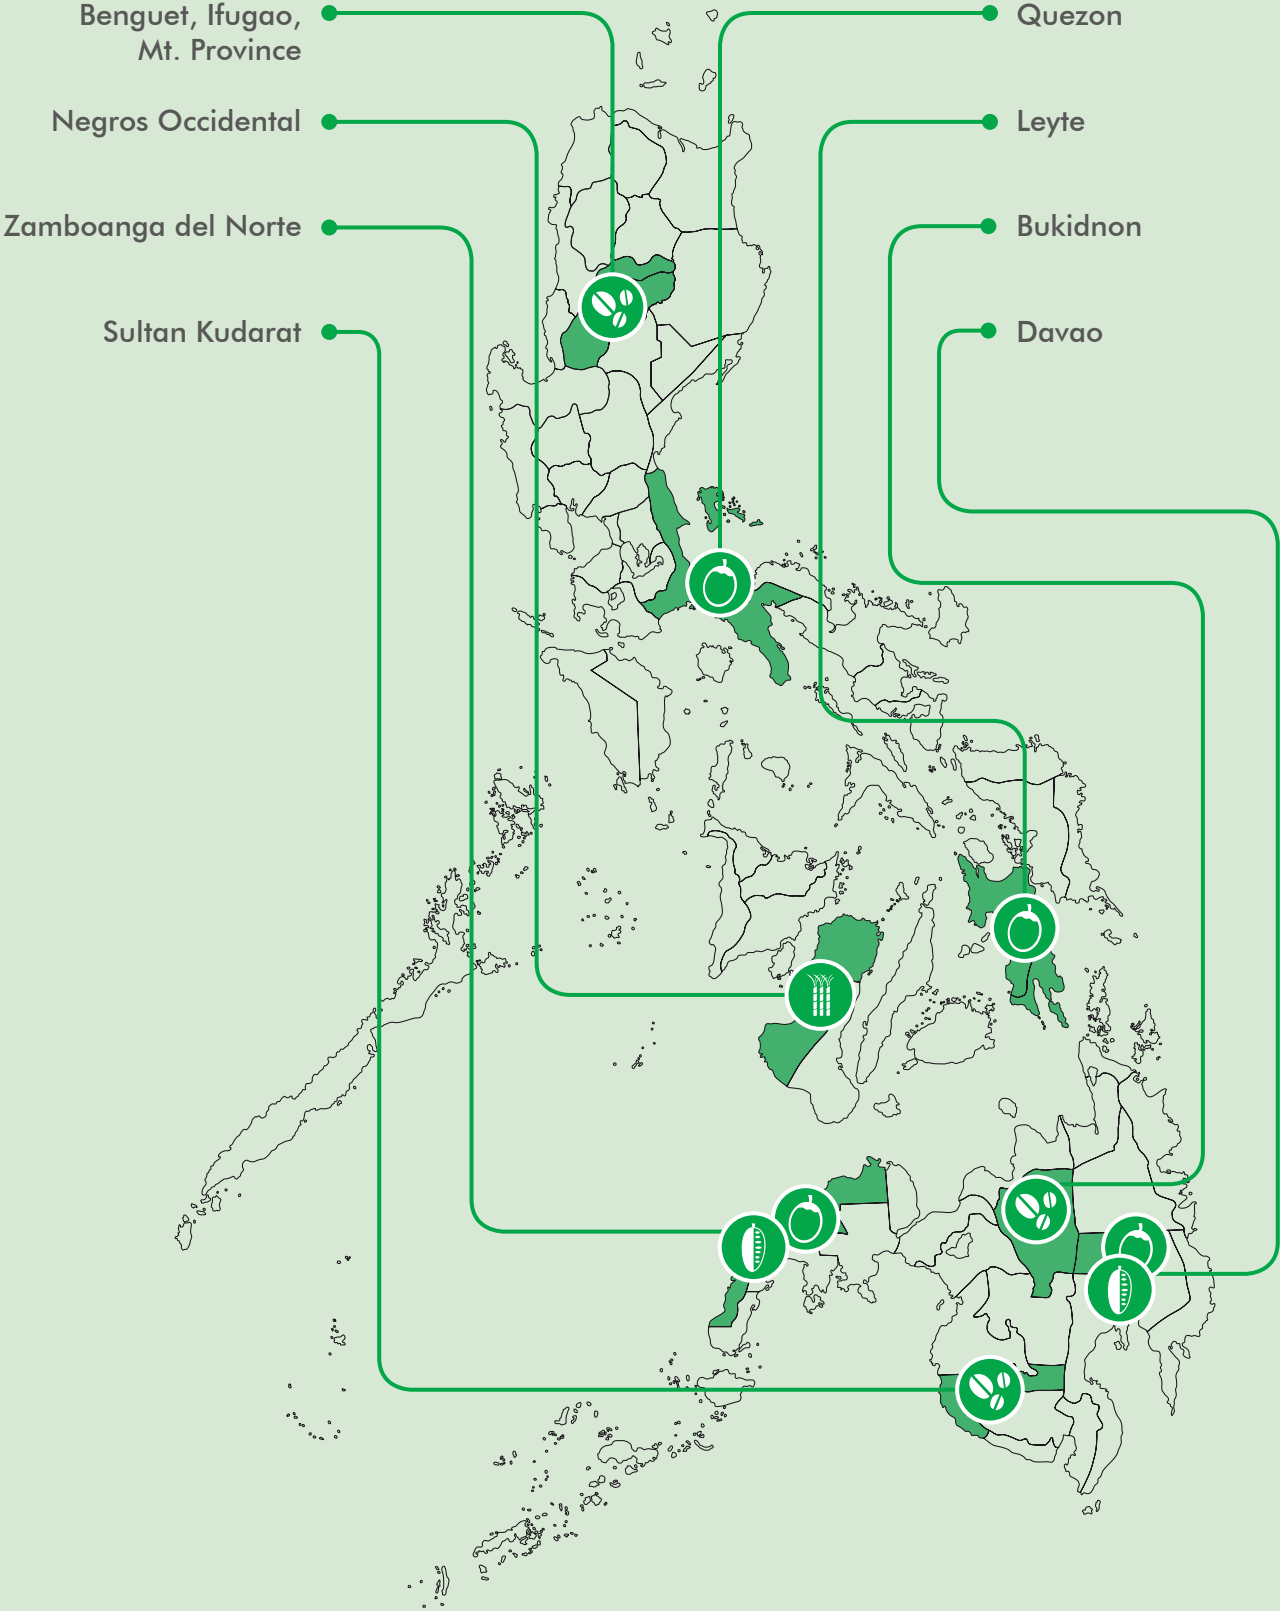 Benguet, Ifugao,
Mt. Province
Negros Occidental
Zamboanga del Norte
Sultan Kudarat
Quezon
Leyte
Bukidnon
Davao